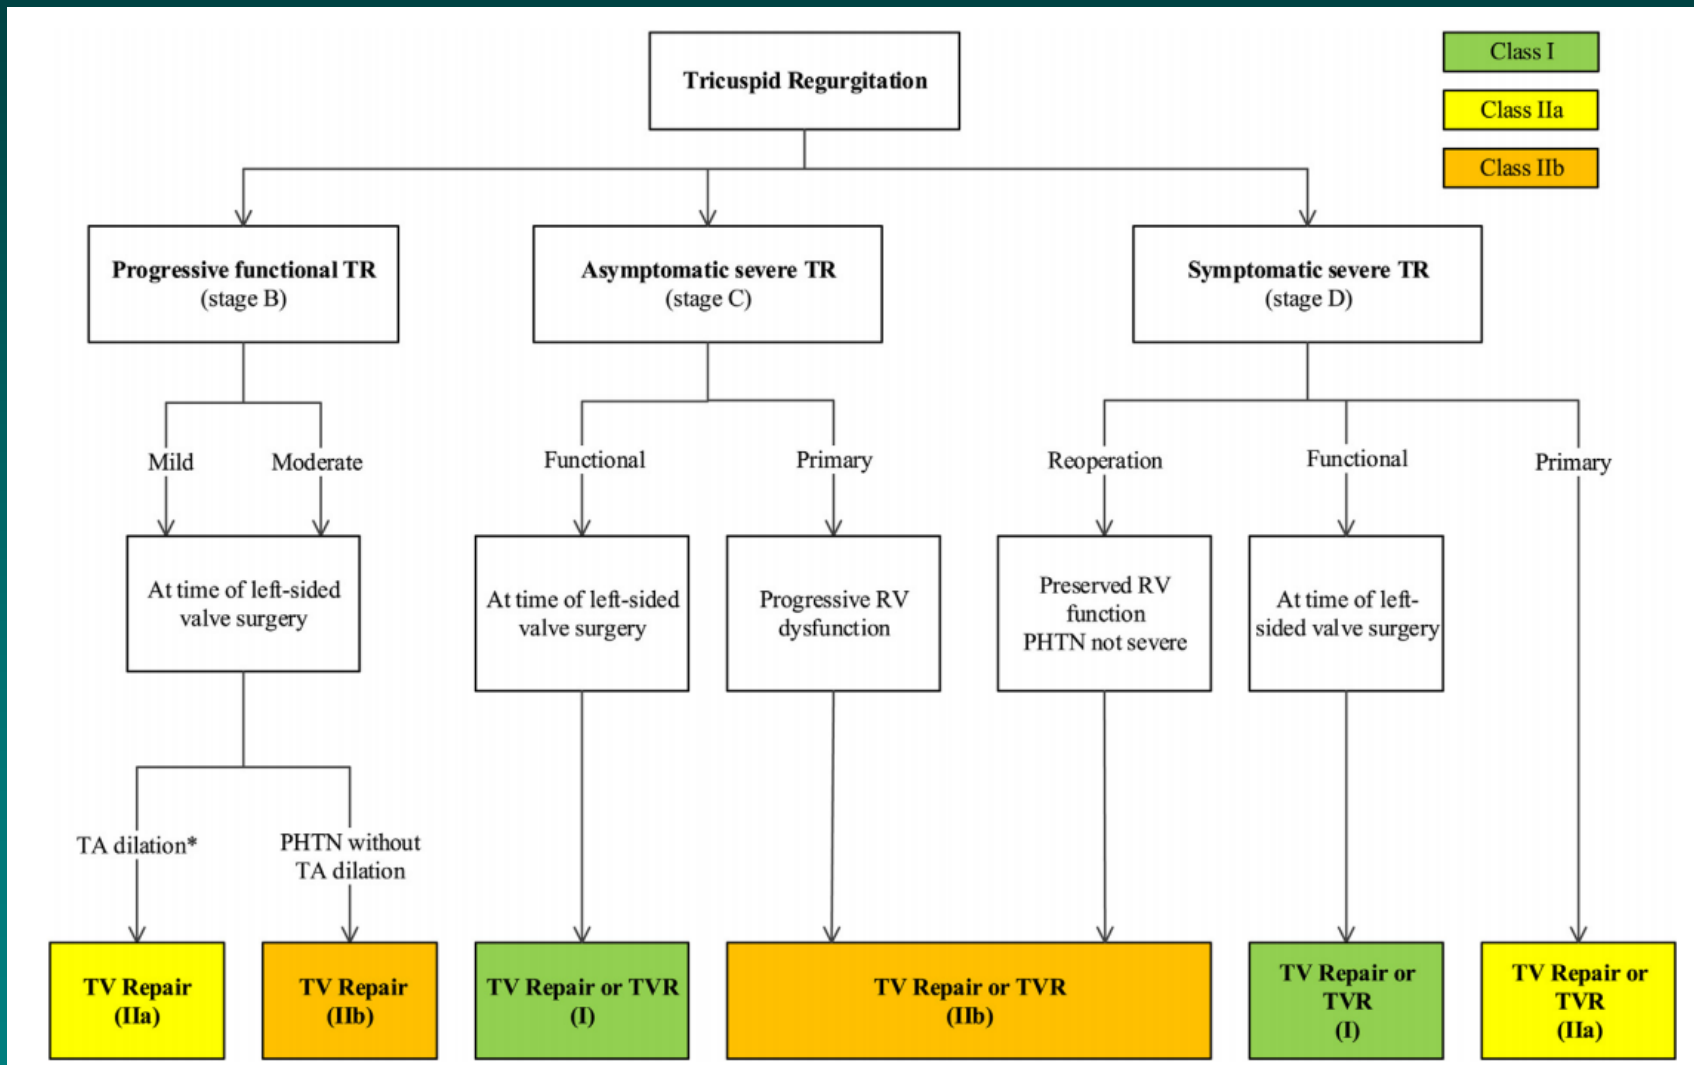 Tricuspid Regurgitation
Class I
Class IIa
Class IIb
Progressive functional TR
(stage B)
Asymptomatic severe TR
(stage C)
Symptomatic severe TR
(stage D)
Mild
Moderate
Functional
Primary
Reoperation
Functional
Primary
At time of left-sided
valve surgery
At time of left-sided
valve surgery
Progressive RV
dysfunction
Preserved RV
function
PHTN not severe
At time of left-
sided valve surgery
TA dilation*
PHTN without
TA dilation
TV Repair
(IIa)
TV Repair
(IIb)
TV Repair or TVR
(I)
TV Repair or TVR
(IIb)
TV Repair or
TVR
(I)
TV Repair or
TVR
(IIa)